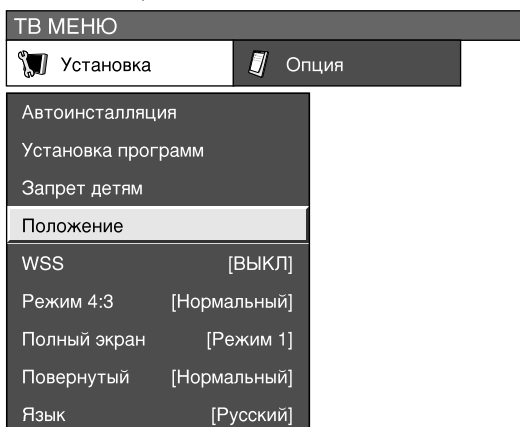 ТВ МЕНЮ
Установка Опция
Автоинсталляция
Установка программ
Запрет детям
Положение
WSS [ВЫКЛ]
Режим 4:3 [Нормальный]
Полный экран [Режим 1]
Повернутый [Нормальный]
Язык [Русский]